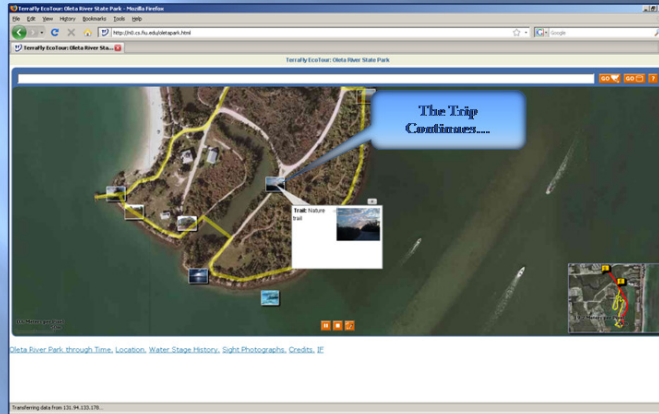 TerraFly EcoTour: Oleta River State Park - Mozilla Firefox
File Edit View History Bookmarks Tools Help
http://n0.cs.fiu.edu/oletapark.html
Google
TerraFly EcoTour: Oleta River Sta...
TerraFly EcoTour: Oleta River State Park
GO GO ?
The Trip
Continues....
Trail: Nature
trail
Oleta River Park through Time, Location, Water Stage History, Sight Photographs, Credits, IF
Transferring data from 131.94.133.178...